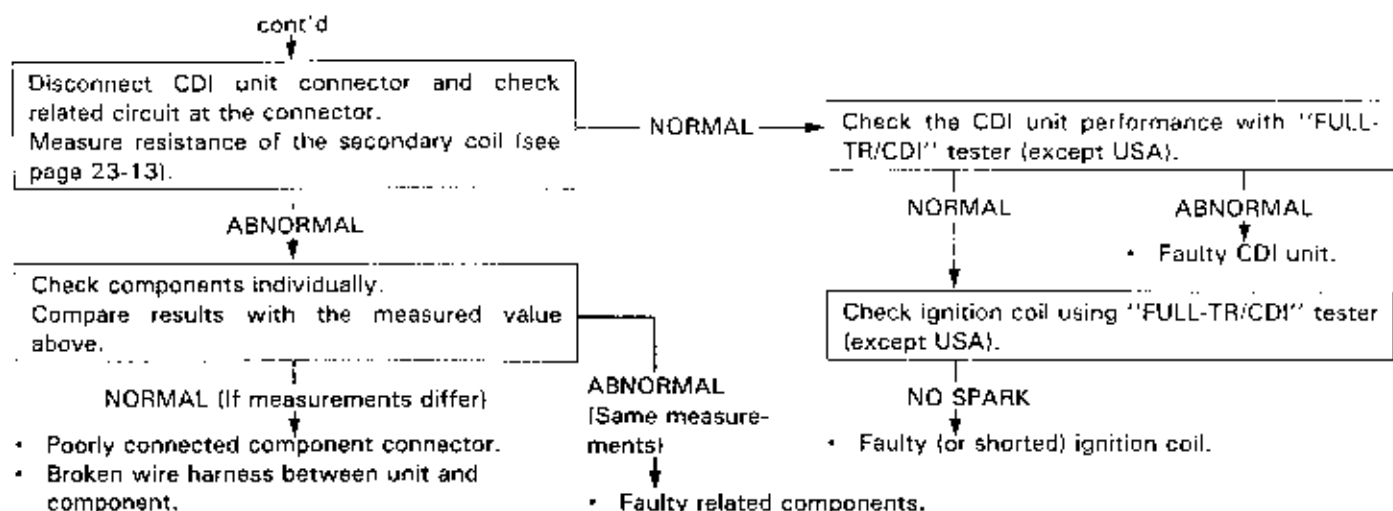 cont'd
Disconnect CDI unit connector and check
related circuit at the connector.
Measure resistance of the secondary coil (see
page 23-13).
NORMAL
Check the CDI unit performance with "FULL-
TR/CDI" tester (except USA).
ABNORMAL
NORMAL
ABNORMAL
• Faulty CDI unit.
Check components individually.
Compare results with the measured value
above.
Check ignition coil using "FULL-TR/CDI" tester
(except USA).
NORMAL (If measurements differ)
ABNORMAL
(Same measure-
ments)
NO SPARK
• Poorly connected component connector.
• Broken wire harness between unit and
component.
• Faulty (or shorted) ignition coil.
• Faulty related components.